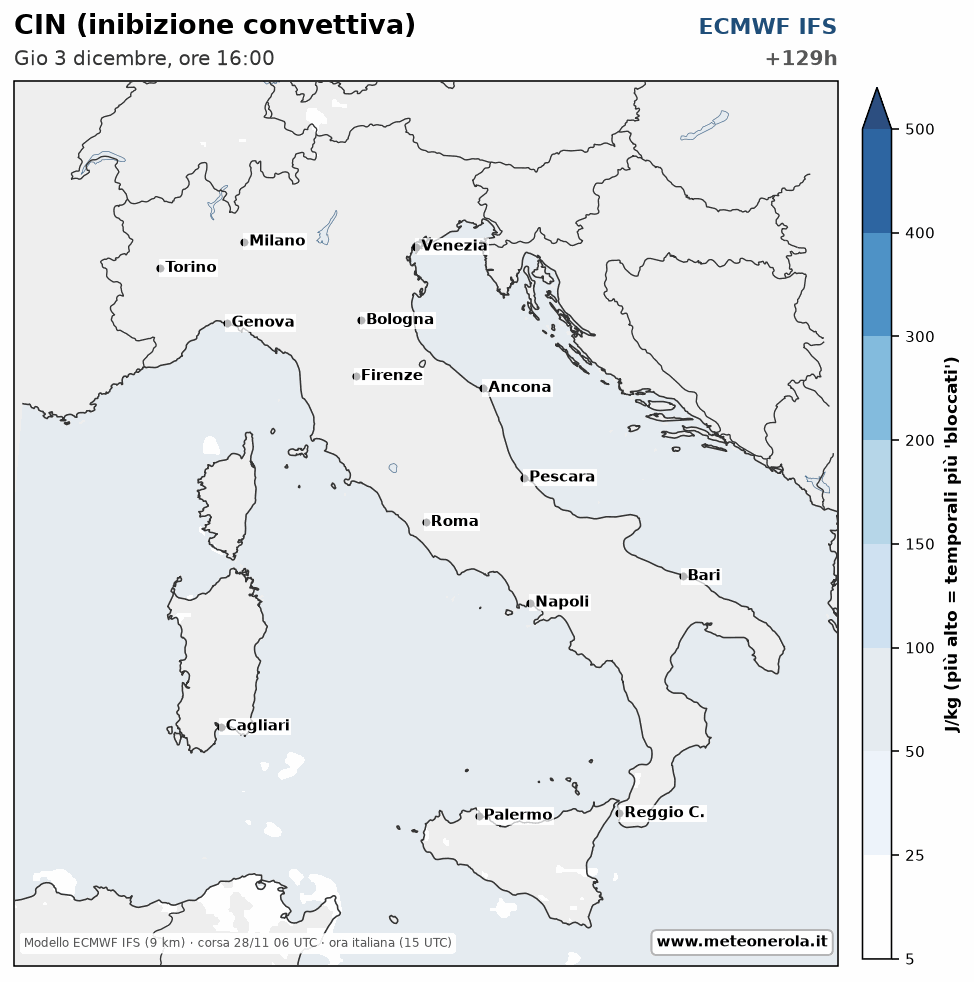 CIN (inibizione convettiva)
ECMWF IFS
Gio 3 dicembre, ore 16:00
+129h
Milano
Venezia
Torino
Genova
Bologna
Firenze
Ancona
Pescara
Roma
Bari
Napoli
Cagliari
Palermo
Reggio C.
500
400
300
200
150
100
50
25
5
J/kg (più alto = temporali più 'bloccati')
Modello ECMWF IFS (9 km) · corsa 28/11 06 UTC · ora italiana (15 UTC)
www.meteonerola.it